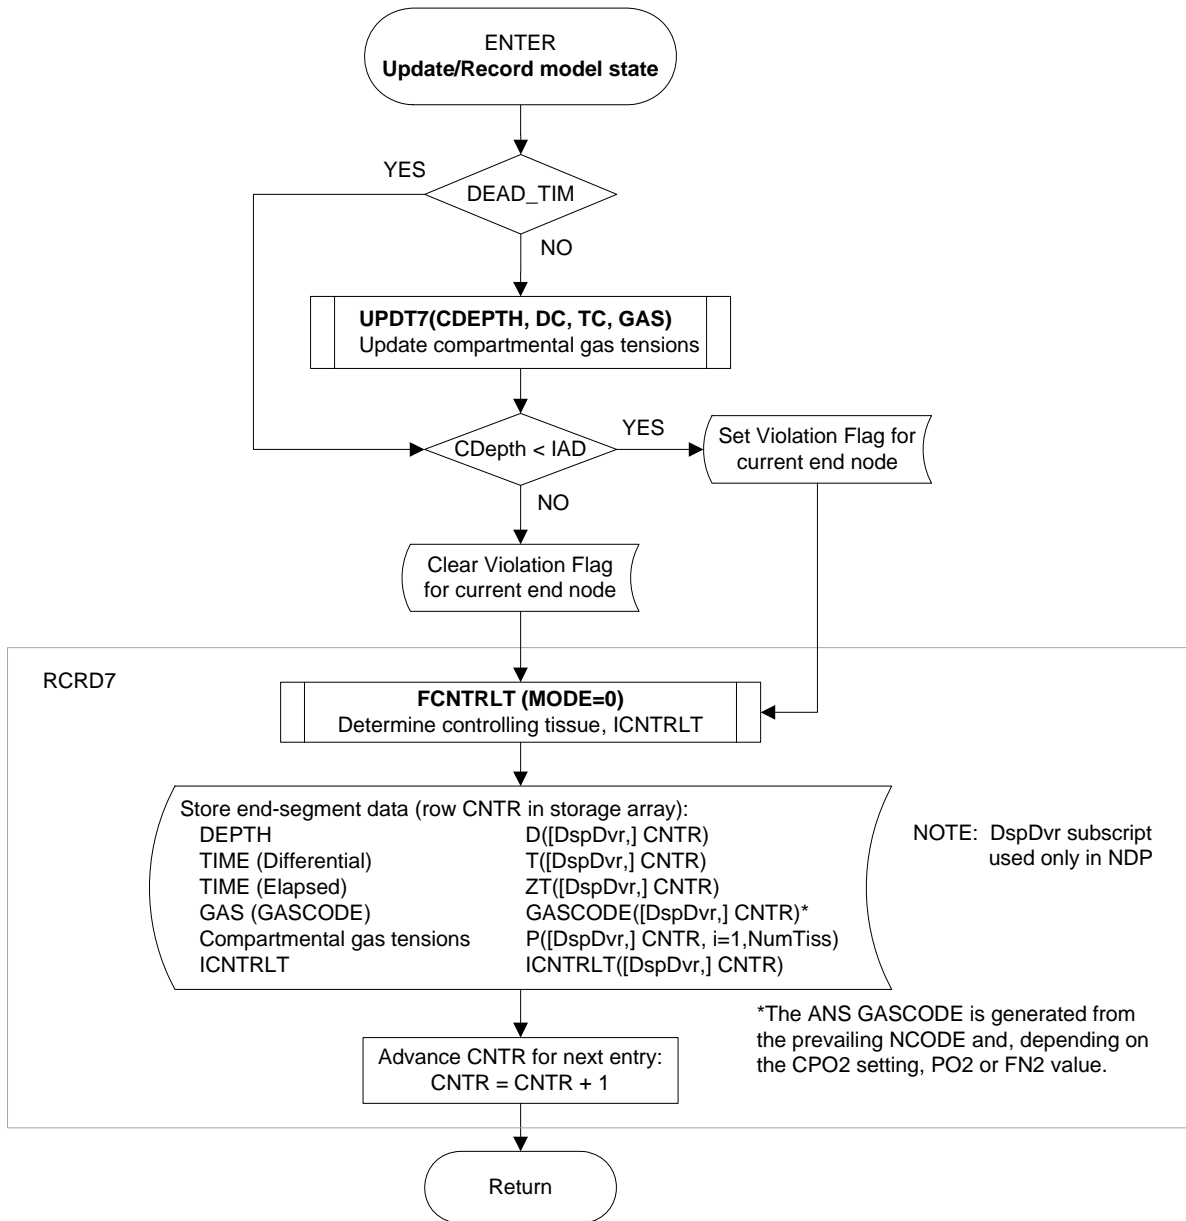 ENTER
Update/Record model state
YES
DEAD_TIM
NO
UPDT7(CDEPTH, DC, TC, GAS)
Update compartmental gas tensions
CDepth < IAD
YES
Set Violation Flag for
current end node
NO
Clear Violation Flag
for current end node
RCRD7
FCNTRLT (MODE=0)
Determine controlling tissue, ICNTRLT
Store end-segment data (row CNTR in storage array):
DEPTH D([DspDvr,] CNTR)
TIME (Differential) T([DspDvr,] CNTR)
TIME (Elapsed) ZT([DspDvr,] CNTR)
GAS (GASCODE) GASCODE([DspDvr,] CNTR)*
Compartmental gas tensions P([DspDvr,] CNTR, i=1,NumTiss)
ICNTRLT ICNTRLT([DspDvr,] CNTR)
NOTE: DspDvr subscript
used only in NDP
*The ANS GASCODE is generated from
the prevailing NCODE and, depending on
the CPO2 setting, PO2 or FN2 value.
Advance CNTR for next entry:
CNTR = CNTR + 1
Return